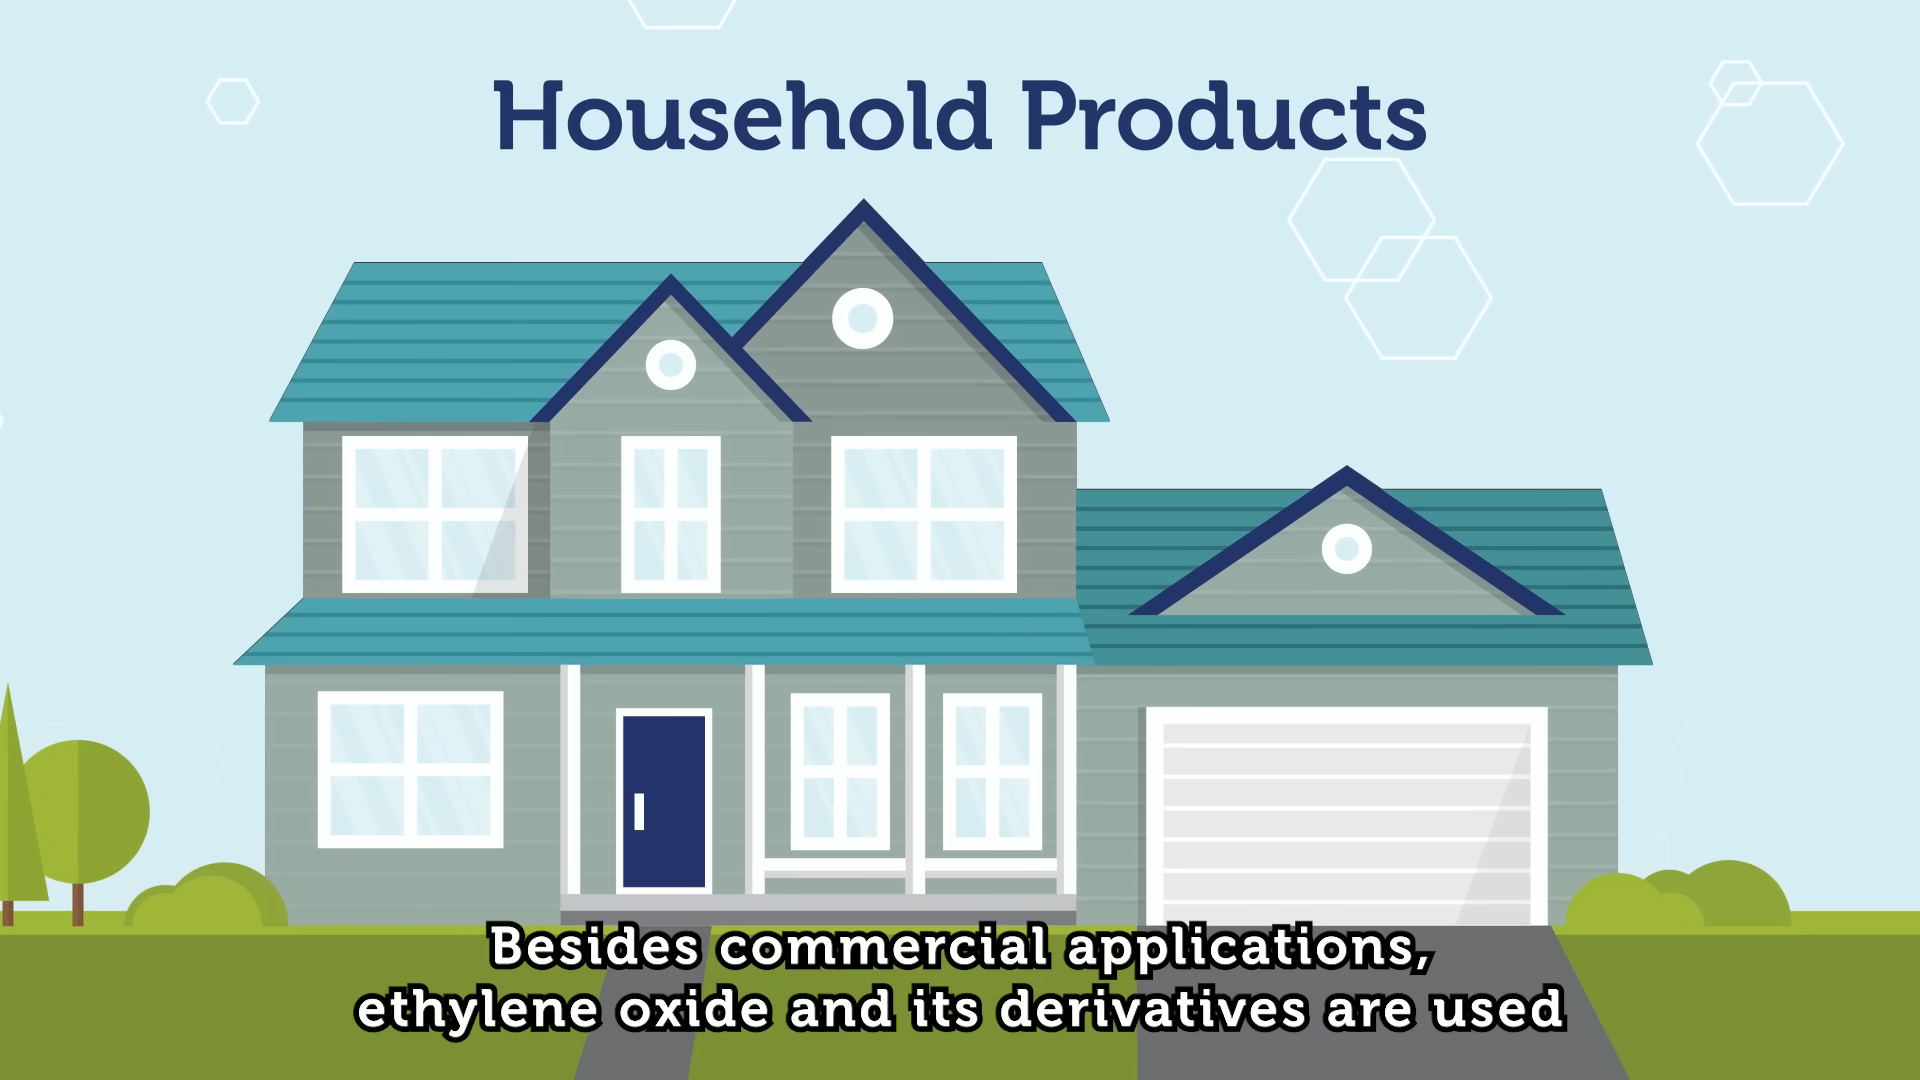 Household Products
Besides commercial applications,
ethylene oxide and its derivatives are used